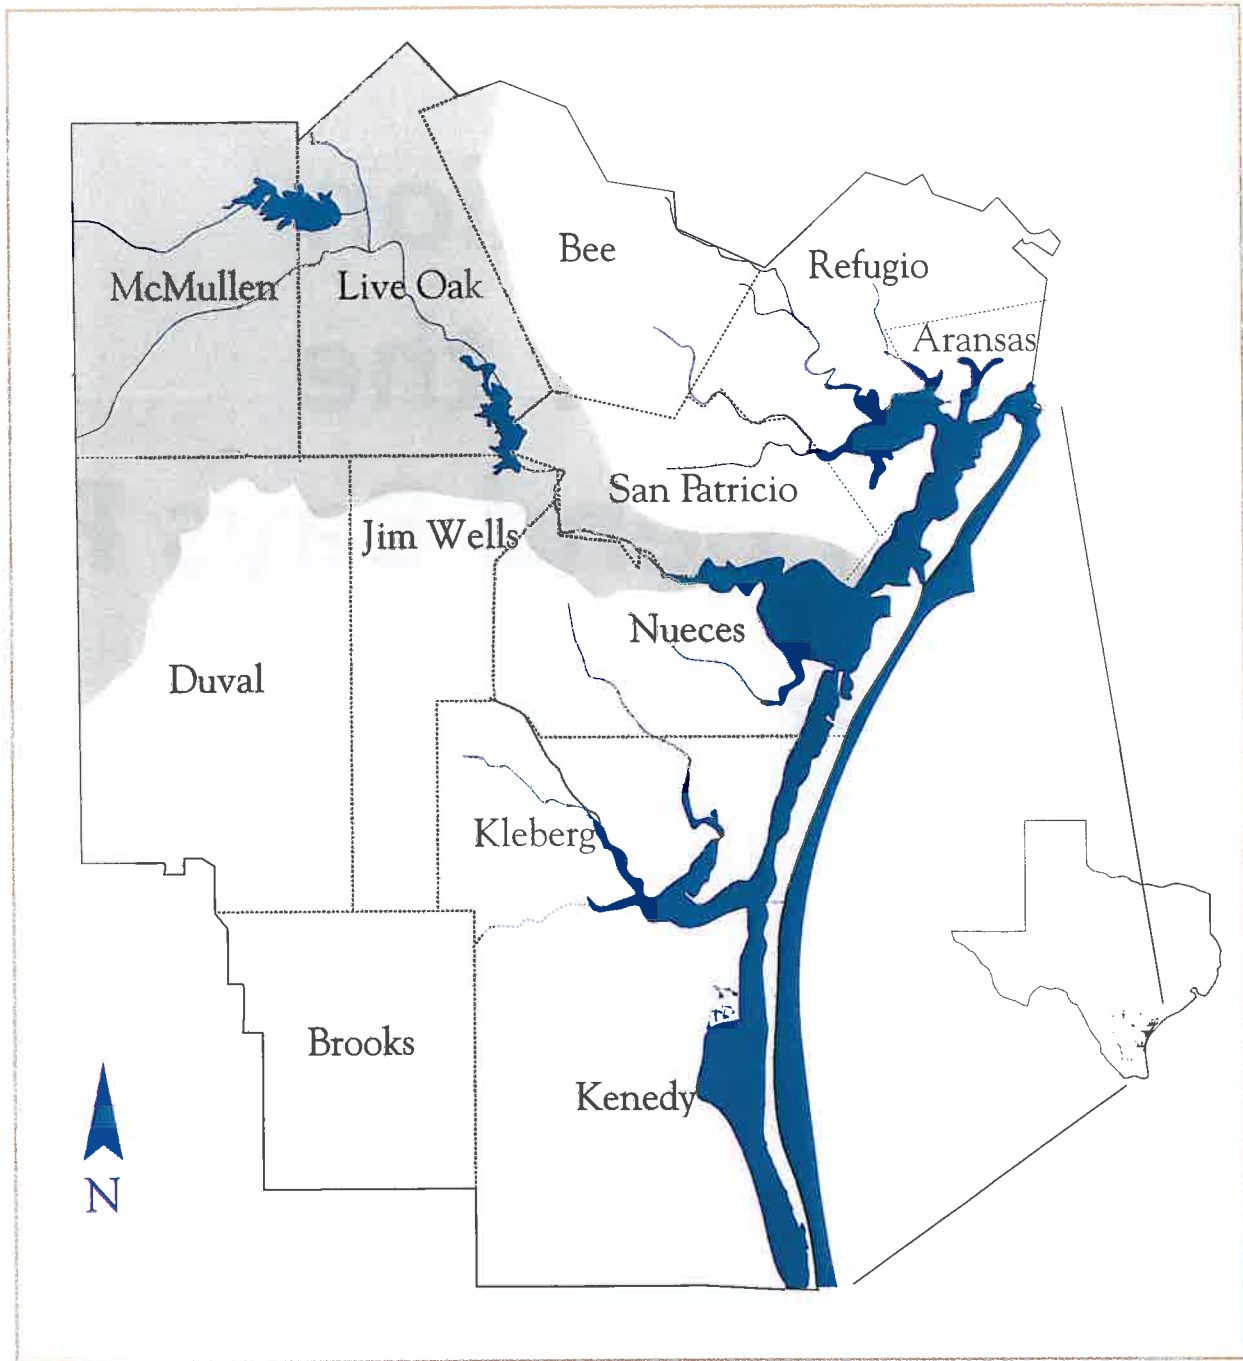 Bee
Refugio
McMullen
Live Oak
Aransas
San Patricio
Jim Wells
Nueces
Duval
Kleberg
Brooks
Kenedy
N